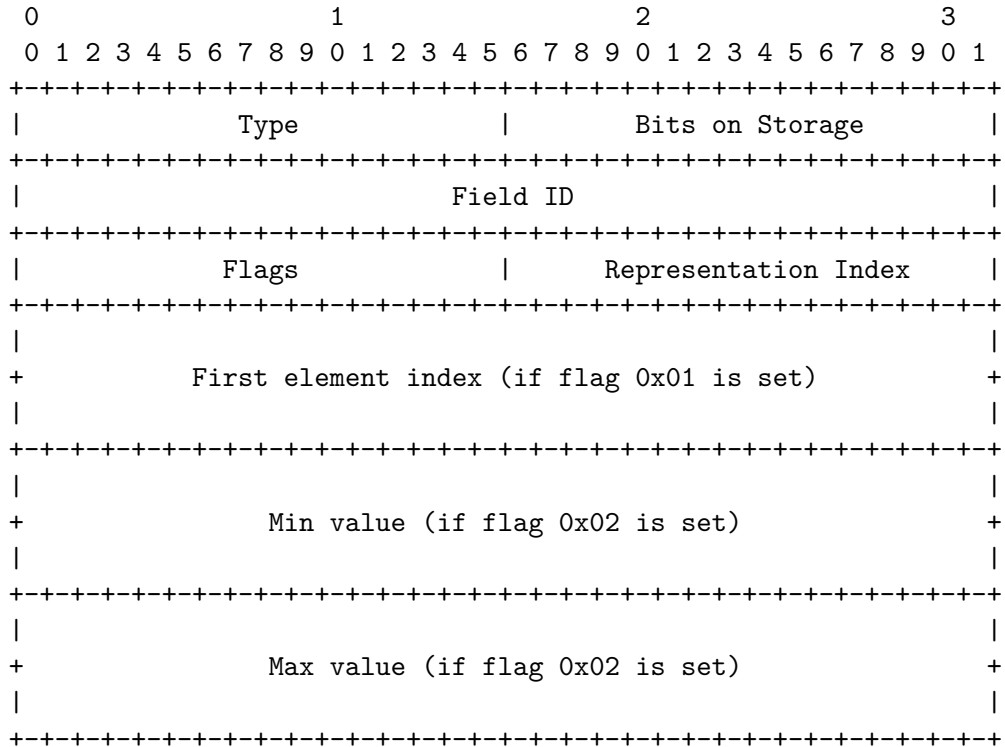 0                   1                   2                   3
0 1 2 3 4 5 6 7 8 9 0 1 2 3 4 5 6 7 8 9 0 1 2 3 4 5 6 7 8 9 0 1
+-+-+-+-+-+-+-+-+-+-+-+-+-+-+-+-+-+-+-+-+-+-+-+-+-+-+-+-+-+-+-+-+
|              Type             |        Bits on Storage        |
+-+-+-+-+-+-+-+-+-+-+-+-+-+-+-+-+-+-+-+-+-+-+-+-+-+-+-+-+-+-+-+-+
|                            Field ID                           |
+-+-+-+-+-+-+-+-+-+-+-+-+-+-+-+-+-+-+-+-+-+-+-+-+-+-+-+-+-+-+-+-+
|             Flags             |      Representation Index     |
+-+-+-+-+-+-+-+-+-+-+-+-+-+-+-+-+-+-+-+-+-+-+-+-+-+-+-+-+-+-+-+-+
|                                                               |
+           First element index (if flag 0x01 is set)           +
|                                                               |
+-+-+-+-+-+-+-+-+-+-+-+-+-+-+-+-+-+-+-+-+-+-+-+-+-+-+-+-+-+-+-+-+
|                                                               |
+                Min value (if flag 0x02 is set)                +
|                                                               |
+-+-+-+-+-+-+-+-+-+-+-+-+-+-+-+-+-+-+-+-+-+-+-+-+-+-+-+-+-+-+-+-+
|                                                               |
+                Max value (if flag 0x02 is set)                +
|                                                               |
+-+-+-+-+-+-+-+-+-+-+-+-+-+-+-+-+-+-+-+-+-+-+-+-+-+-+-+-+-+-+-+-+